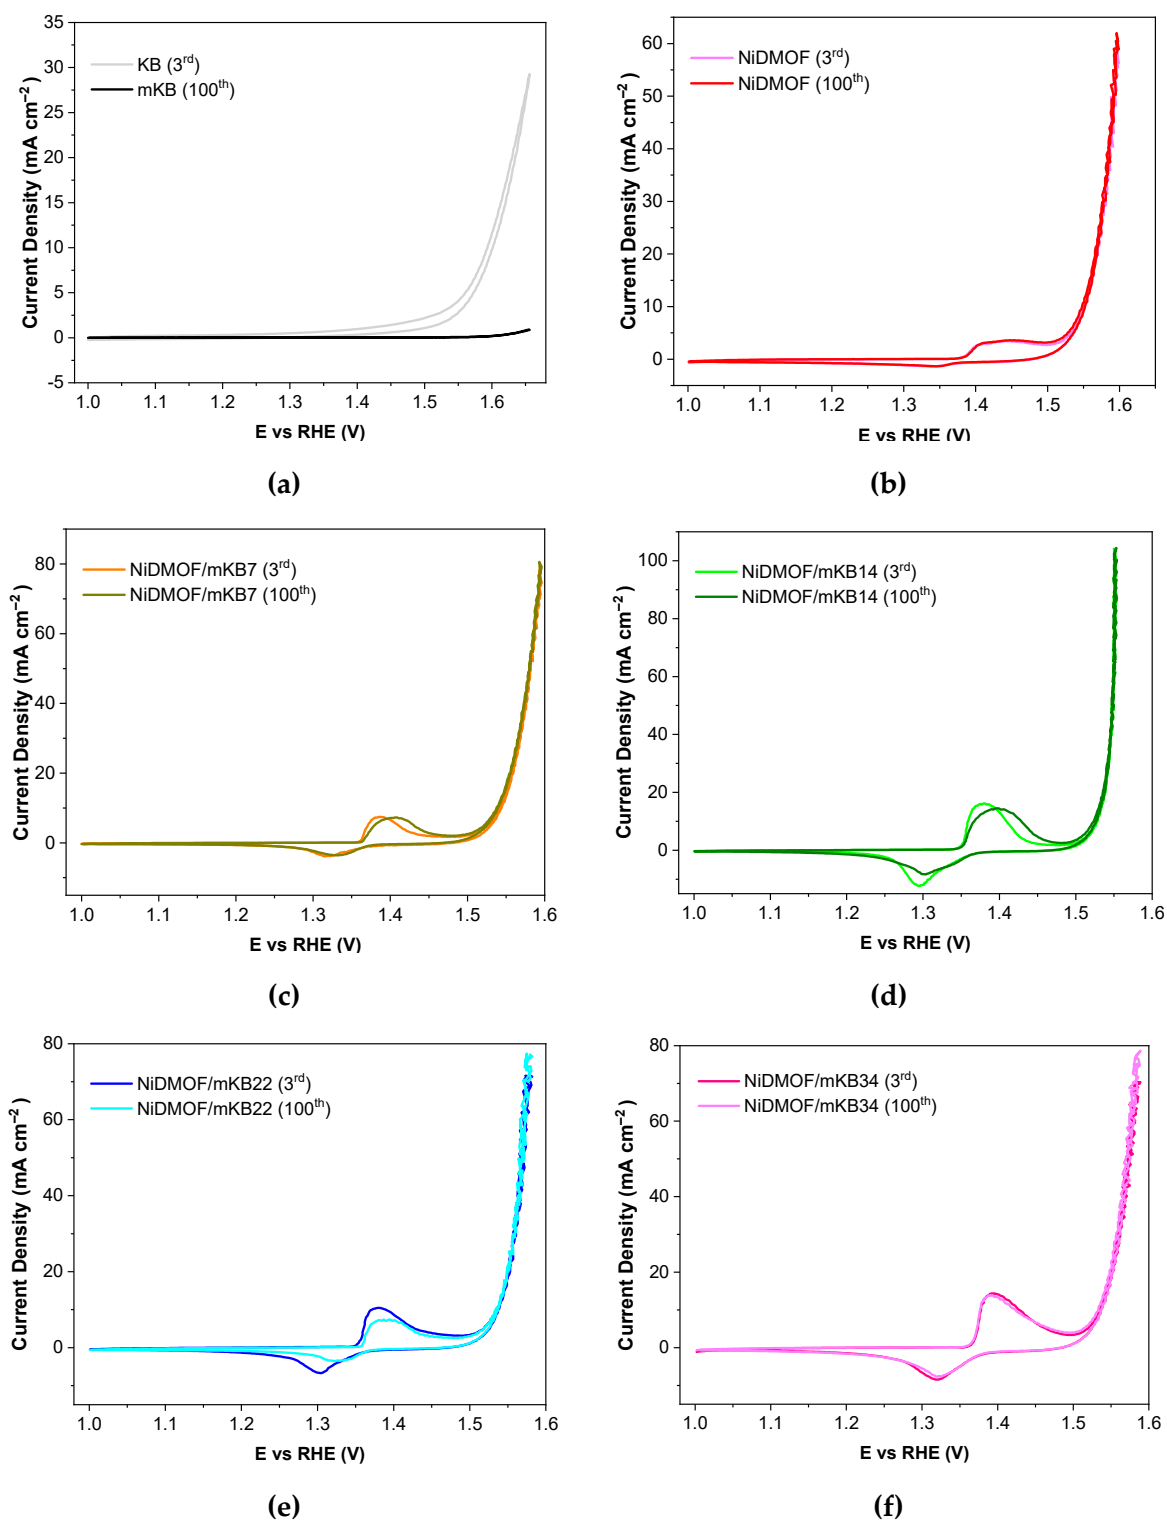 35
30
25
20
15
10
5
0
-5
Current Density (mA cm⁻²)
KB (3ʳᵈ)
mKB (100ᵗʰ)
1.0 1.1 1.2 1.3 1.4 1.5 1.6
E vs RHE (V)
(a)
60
50
40
30
20
10
0
Current Density (mA cm⁻²)
NiDMOF (3ʳᵈ)
NiDMOF (100ᵗʰ)
1.0 1.1 1.2 1.3 1.4 1.5 1.6
E vs RHE (V)
(b)
80
60
40
20
0
Current Density (mA cm⁻²)
NiDMOF/mKB7 (3ʳᵈ)
NiDMOF/mKB7 (100ᵗʰ)
1.0 1.1 1.2 1.3 1.4 1.5 1.6
E vs RHE (V)
(c)
100
80
60
40
20
0
Current Density (mA cm⁻²)
NiDMOF/mKB14 (3ʳᵈ)
NiDMOF/mKB14 (100ᵗʰ)
1.0 1.1 1.2 1.3 1.4 1.5 1.6
E vs RHE (V)
(d)
80
60
40
20
0
Current Density (mA cm⁻²)
NiDMOF/mKB22 (3ʳᵈ)
NiDMOF/mKB22 (100ᵗʰ)
1.0 1.1 1.2 1.3 1.4 1.5 1.6
E vs RHE (V)
(e)
80
60
40
20
0
Current Density (mA cm⁻²)
NiDMOF/mKB34 (3ʳᵈ)
NiDMOF/mKB34 (100ᵗʰ)
1.0 1.1 1.2 1.3 1.4 1.5 1.6
E vs RHE (V)
(f)